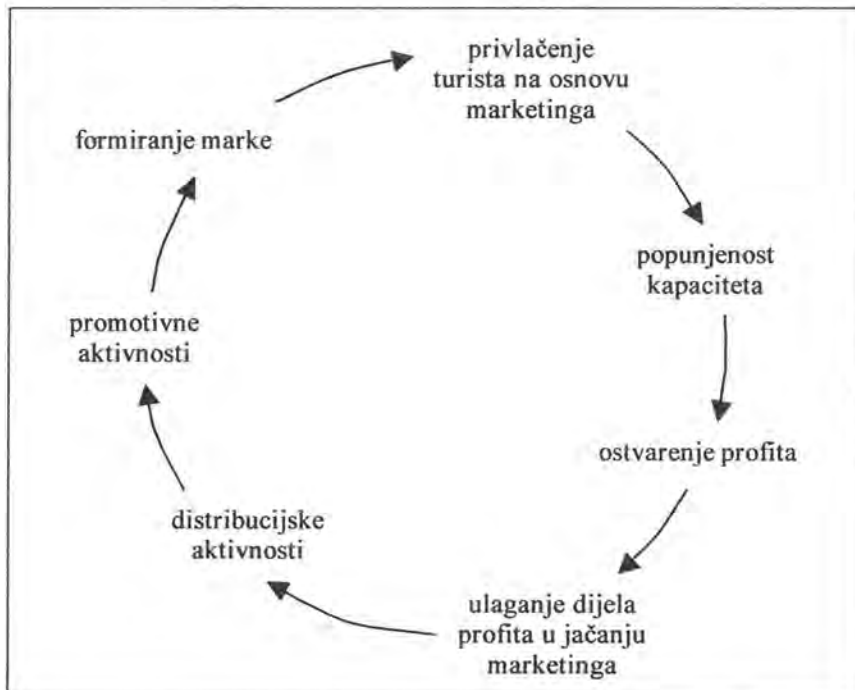 privlačenje
turista na osnovu
marketinga
popunjenost
kapaciteta
ostvarenje profita
ulaganje dijela
profita u jačanju
marketinga
distribucijske
aktivnosti
promotivne
aktivnosti
formiranje marke